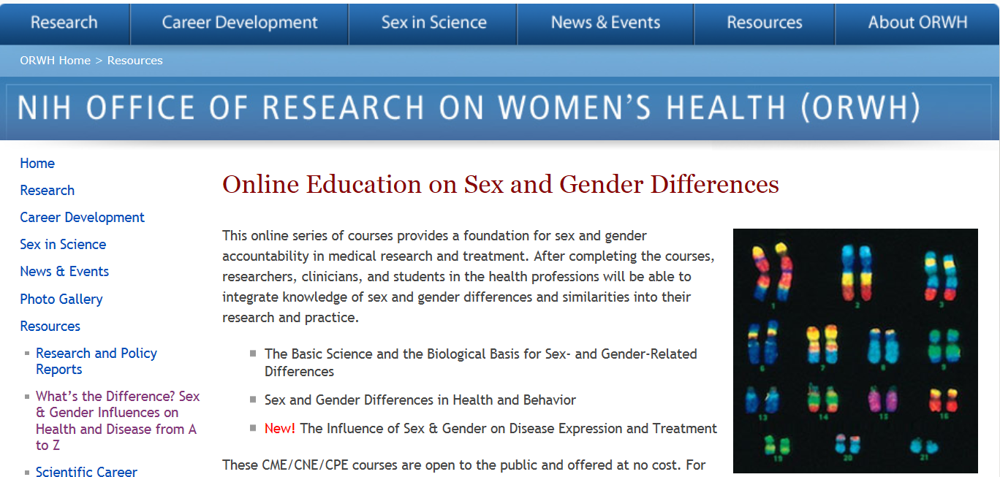 Research Career Development Sex in Science News & Events Resources About ORWH
ORWH Home > Resources
NIH OFFICE OF RESEARCH ON WOMEN’S HEALTH (ORWH)
Home
Research
Career Development
Sex in Science
News & Events
Photo Gallery
Resources
Research and Policy
Reports
What’s the Difference? Sex
& Gender Influences on
Health and Disease from A
to Z
Scientific Career
Online Education on Sex and Gender Differences
This online series of courses provides a foundation for sex and gender
accountability in medical research and treatment. After completing the courses,
researchers, clinicians, and students in the health professions will be able to
integrate knowledge of sex and gender differences and similarities into their
research and practice.
The Basic Science and the Biological Basis for Sex- and Gender-Related
Differences
Sex and Gender Differences in Health and Behavior
New! The Influence of Sex & Gender on Disease Expression and Treatment
These CME/CNE/CPE courses are open to the public and offered at no cost. For
1 2 3
6 7 8 9
13 14 15 16
19 20 21